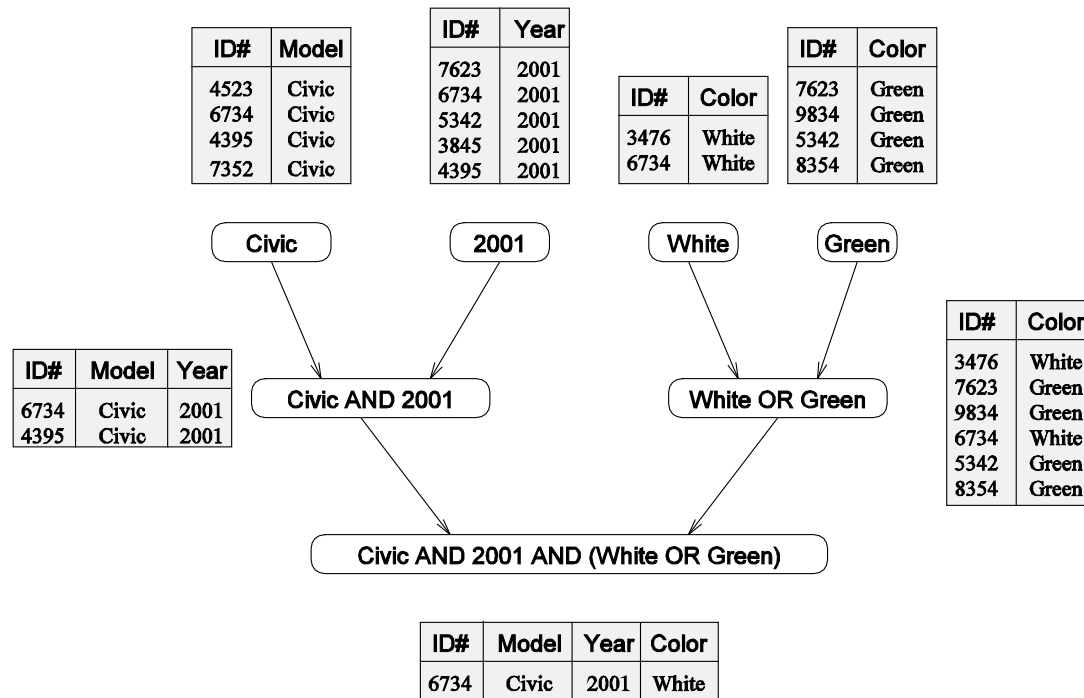 ID# Model
4523 Civic
6734 Civic
4395 Civic
7352 Civic
ID# Year
7623 2001
6734 2001
5342 2001
3845 2001
4395 2001
ID# Color
3476 White
6734 White
ID# Color
7623 Green
9834 Green
5342 Green
8354 Green
Civic
2001
White
Green
ID# Model Year
6734 Civic 2001
4395 Civic 2001
Civic AND 2001
White OR Green
ID# Color
3476 White
7623 Green
9834 Green
6734 White
5342 Green
8354 Green
Civic AND 2001 AND (White OR Green)
ID# Model Year Color
6734 Civic 2001 White